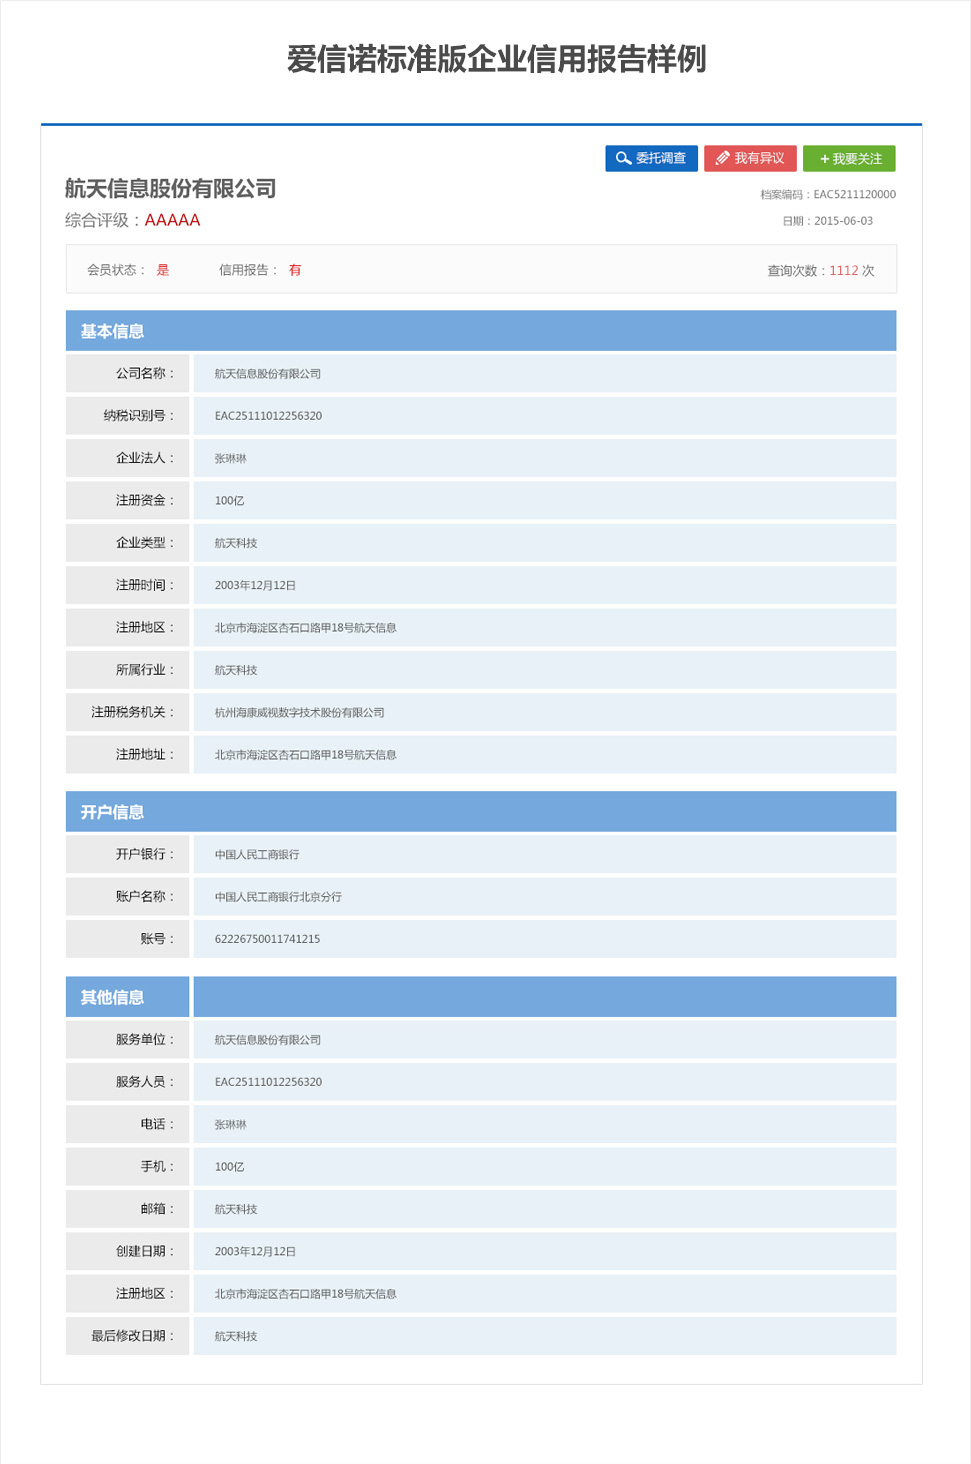 爱信诺标准版企业信用报告样例
委托调查 我有异议 +我要关注
航天信息股份有限公司
档案编码：EAC5211120000
综合评级：AAAAA
日期：2015-06-03
会员状态： 是 信用报告： 有 查询次数：1112 次
基本信息
公司名称： 航天信息股份有限公司
纳税识别号： EAC25111012256320
企业法人： 张琳琳
注册资金： 100亿
企业类型： 航天科技
注册时间： 2003年12月12日
注册地区： 北京市海淀区杏石口路甲18号航天信息
所属行业： 航天科技
注册税务机关： 杭州海康威视数字技术股份有限公司
注册地址： 北京市海淀区杏石口路甲18号航天信息
开户信息
开户银行： 中国人民工商银行
账户名称： 中国人民工商银行北京分行
账号： 62226750011741215
其他信息
服务单位： 航天信息股份有限公司
服务人员： EAC25111012256320
电话： 张琳琳
手机： 100亿
邮箱： 航天科技
创建日期： 2003年12月12日
注册地区： 北京市海淀区杏石口路甲18号航天信息
最后修改日期： 航天科技